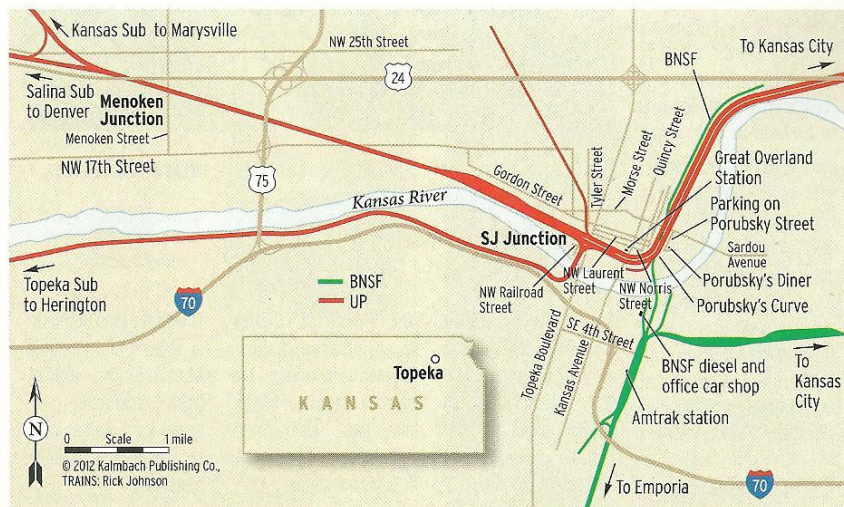 Kansas Sub to Marysville
NW 25th Street
To Kansas City
BNSF
24
Salina Sub
to Denver
Menoken
Junction
Menoken Street
NW 17th Street
75
Kansas River
Gordon Street
Tyler Street
Morse Street
Quincy Street
Great Overland
Station
Parking on
Porubsky Street
Sardou
Avenue
SJ Junction
NW Laurent
Street
NW Norris
Street
Porubsky's Diner
Porubsky's Curve
NW Railroad
Street
Topeka Sub
to Herington
70
BNSF
UP
Topeka Boulevard
Kansas Avenue
SE 4th Street
BNSF diesel and
office car shop
To
Kansas
City
Amtrak station
Topeka
KANSAS
N
0 Scale 1 mile
© 2012 Kalmbach Publishing Co.,
TRAINS: Rick Johnson
To Emporia
70